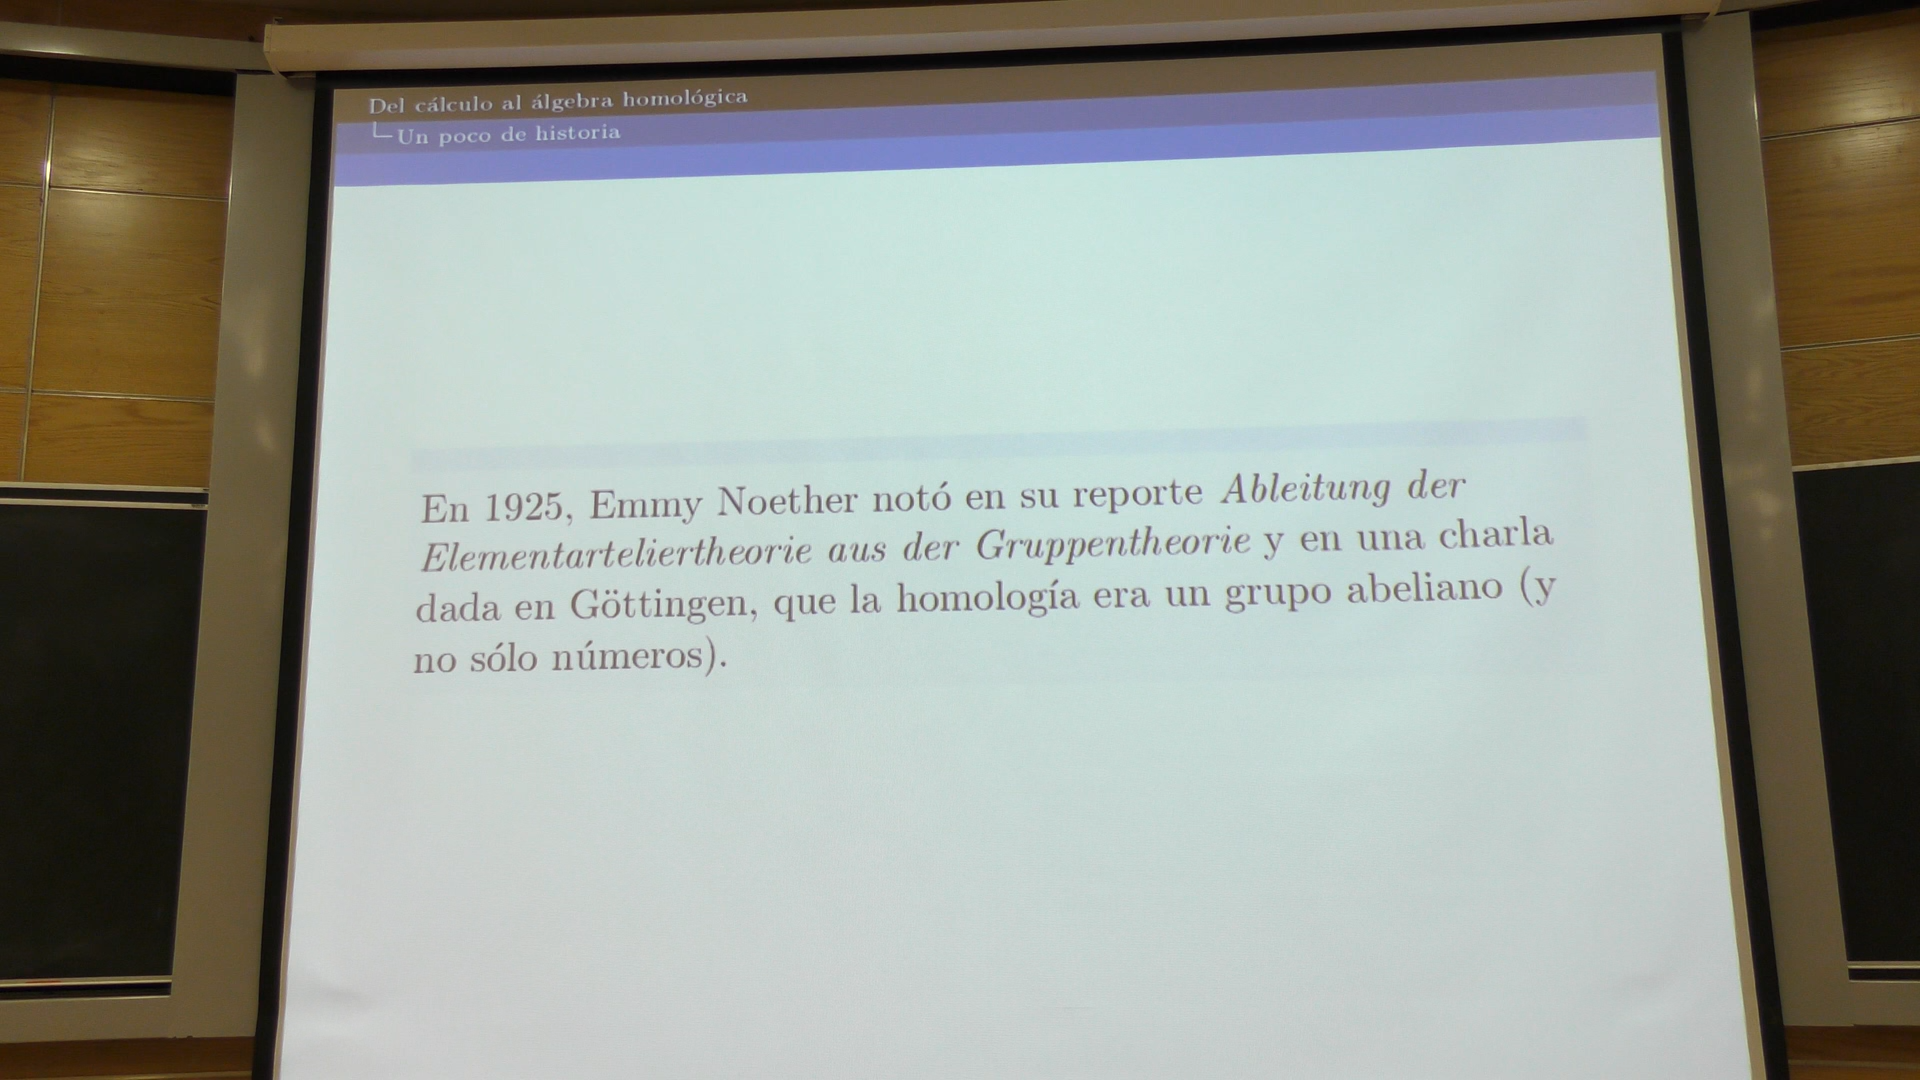 Del cálculo al álgebra homológica
Un poco de historia
En 1925, Emmy Noether notó en su reporte Ableitung der
Elementarteliertheorie aus der Gruppentheorie y en una charla
dada en Göttingen, que la homología era un grupo abeliano (y
no sólo números).